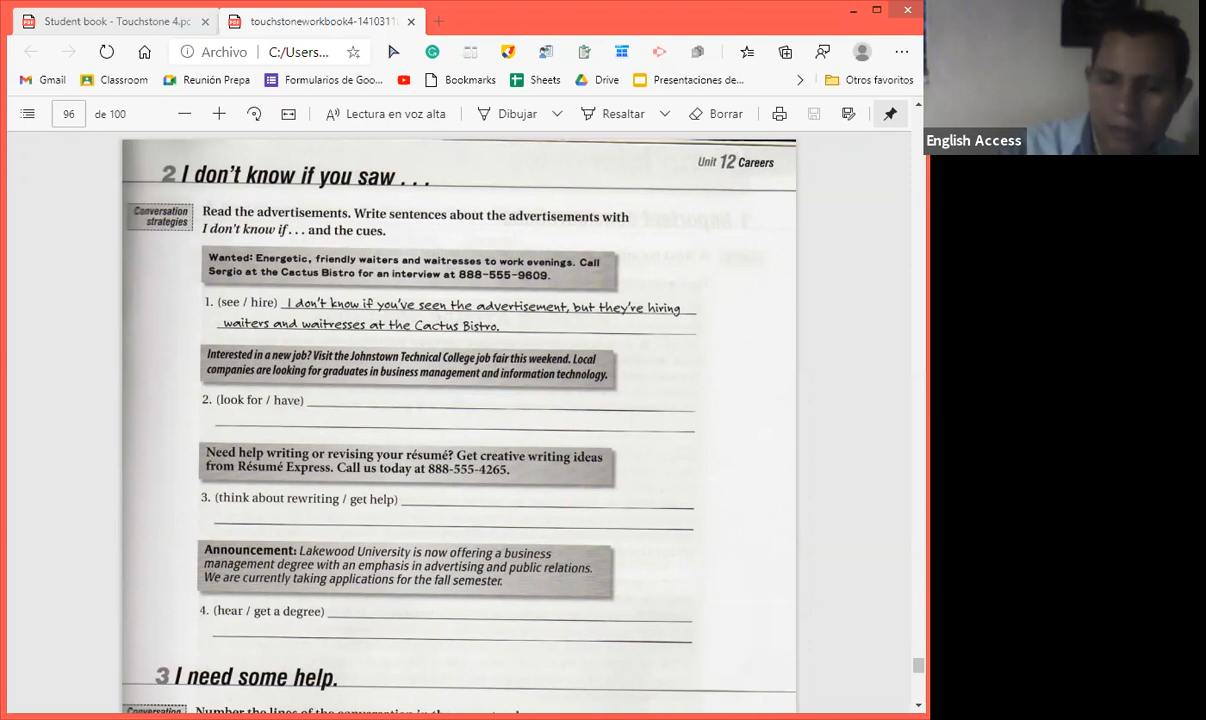 Student book - Touchstone 4.pc
touchstoneworkbook4-1410311
Archivo
C:/Users...
Gmail
Classroom
Reunión Prepa
Formularios de Goo...
Bookmarks
Sheets
Drive
Presentaciones de...
Otros favoritos
96
de 100
Lectura en voz alta
Dibujar
Resaltar
Borrar
English Access
Unit 12 Careers
2 I don't know if you saw . . .
Conversation
strategies
Read the advertisements. Write sentences about the advertisements with
I don't know if . . . and the cues.
Wanted: Energetic, friendly waiters and waitresses to work evenings. Call
Sergio at the Cactus Bistro for an interview at 888-555-9609.
1. (see / hire) I don't know if you've seen the advertisement, but they're hiring
waiters and waitresses at the Cactus Bistro.
Interested in a new job? Visit the Johnstown Technical College job fair this weekend. Local
companies are looking for graduates in business management and information technology.
2. (look for / have)
Need help writing or revising your résumé? Get creative writing ideas
from Résumé Express. Call us today at 888-555-4265.
3. (think about rewriting / get help)
Announcement: Lakewood University is now offering a business
management degree with an emphasis in advertising and public relations.
We are currently taking applications for the fall semester.
4. (hear / get a degree)
3 I need some help.
Conversation
Number the lines of the conversation in the